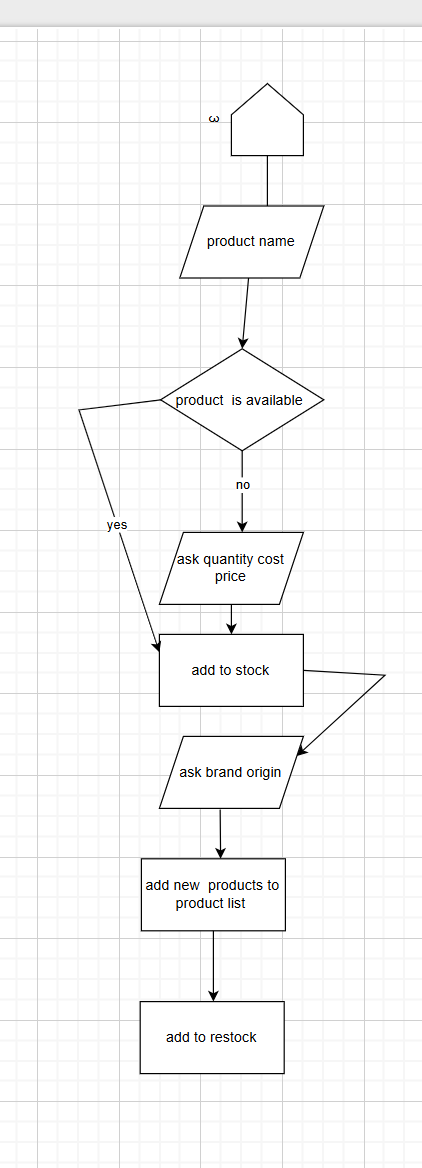 3
product name
product  is available
no
yes
ask quantity cost
price
add to stock
ask brand origin
add new  products to
product list
add to restock